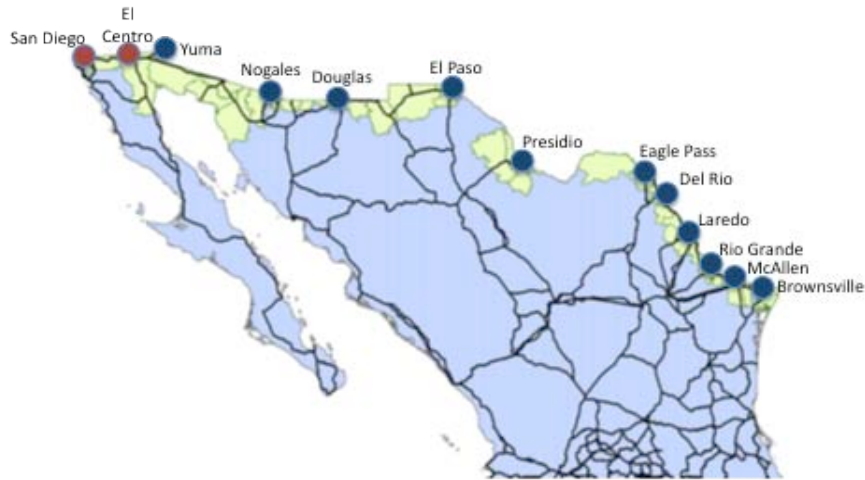 El
Centro
San Diego
Yuma
Nogales
Douglas
El Paso
Presidio
Eagle Pass
Del Rio
Laredo
Rio Grande
McAllen
Brownsville